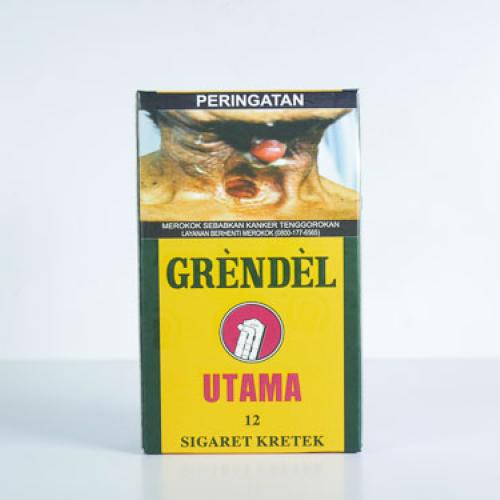 PERINGATAN
MEROKOK SEBABKAN KANKER TENGGOROKAN
LAYANAN BERHENTI MEROKOK (0800-177-6565)
GRÈNDÈL
UTAMA
12
SIGARET KRETEK